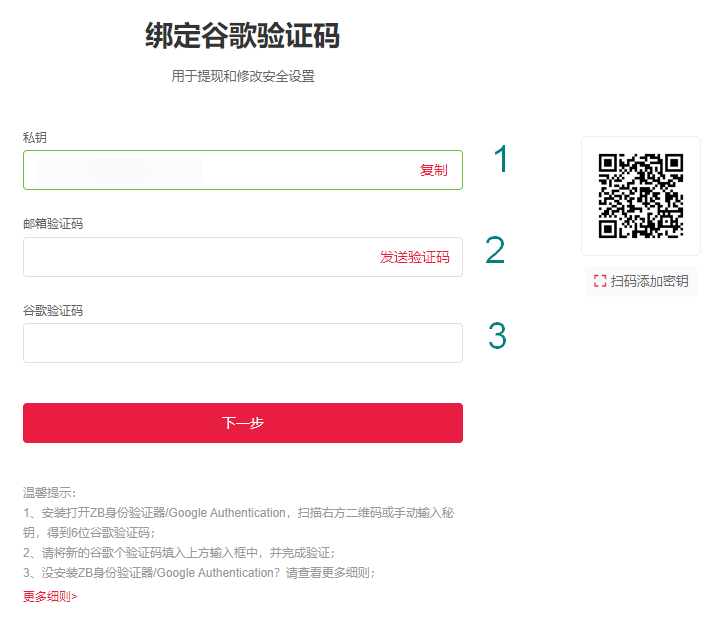 绑定谷歌验证码
用于提现和修改安全设置
私钥
复制
1
邮箱验证码
发送验证码
2
扫码添加密钥
谷歌验证码
3
下一步
温馨提示：
1、安装打开ZB身份验证器/Google Authentication，扫描右方二维码或手动输入秘
钥，得到6位谷歌验证码；
2、请将新的谷歌个验证码填入上方输入框中，并完成验证；
3、没安装ZB身份验证器/Google Authentication？请查看更多细则；
更多细则>